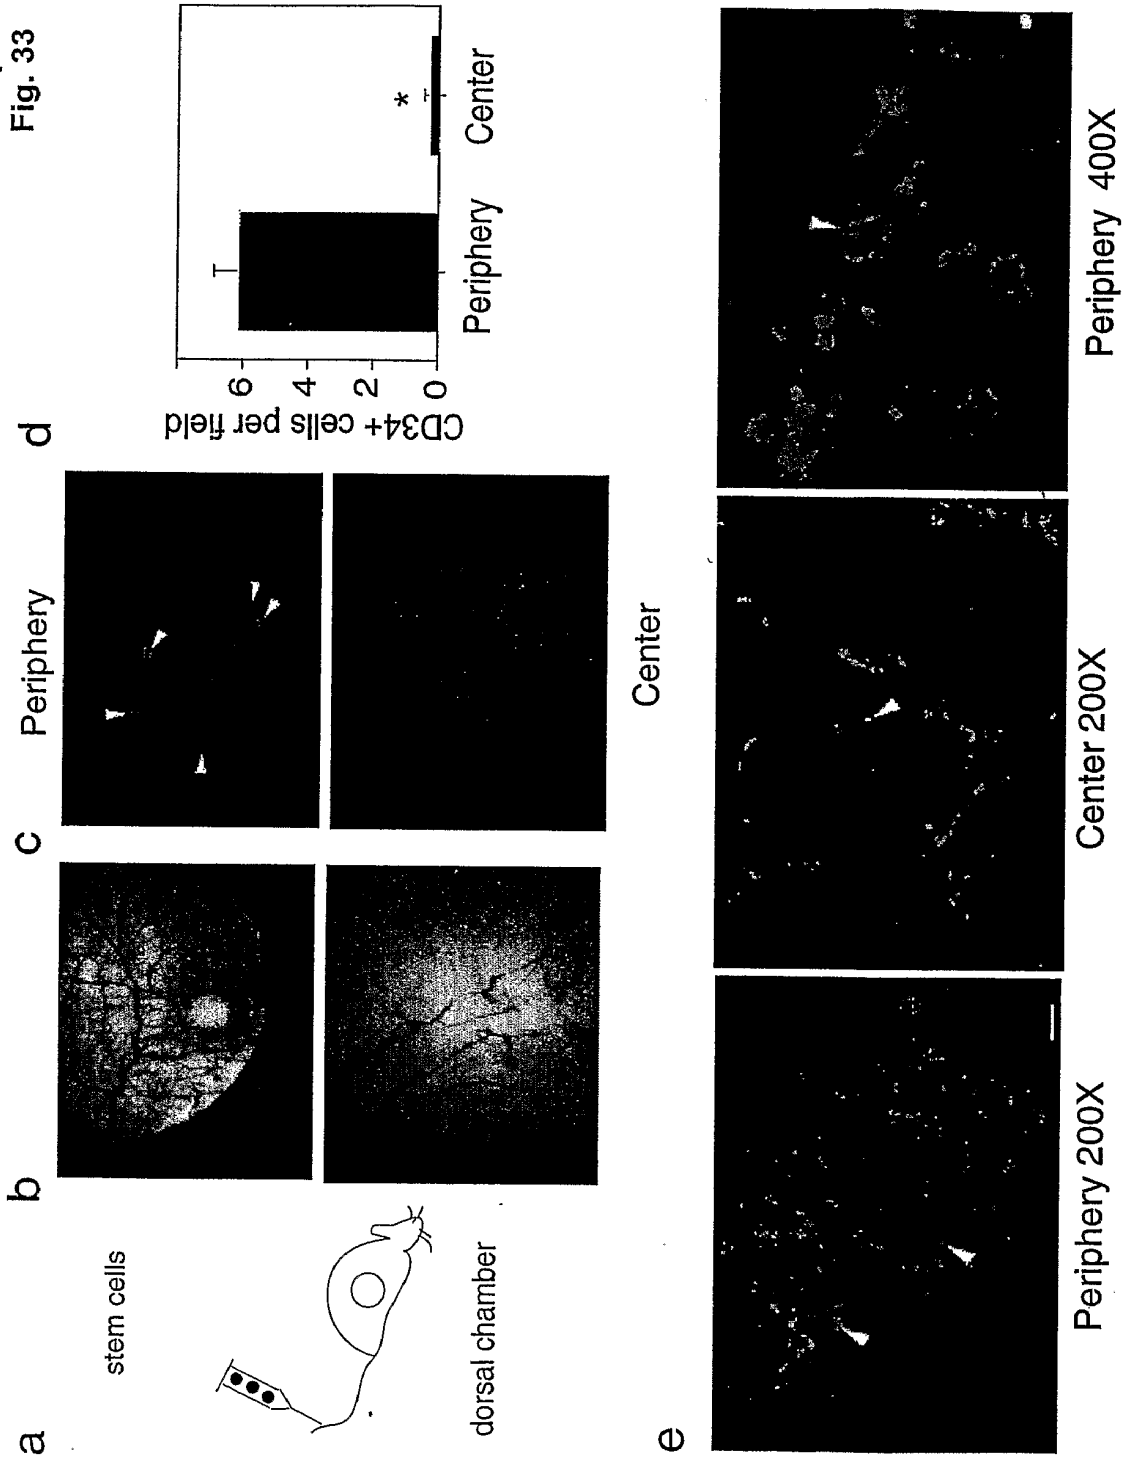 Fig. 33
a
stem cells
dorsal chamber
b
c
Periphery
Center
d
CD34+ cells per field
6
4
2
0
Periphery
Center
*
e
Periphery 200X
Center 200X
Periphery 400X